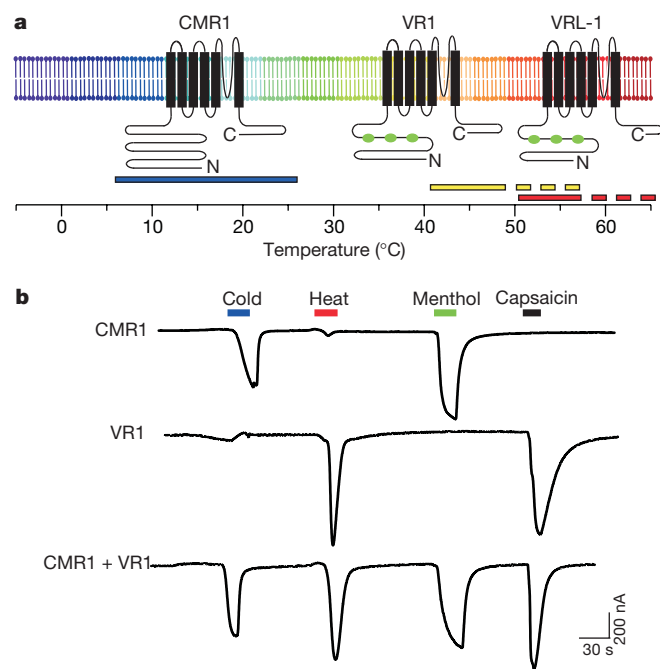 a
CMR1 VR1 VRL-1
C C C
N N N
0 10 20 30 40 50 60
Temperature (°C)
b
Cold Heat Menthol Capsaicin
CMR1
VR1
CMR1 + VR1
200 nA
30 s